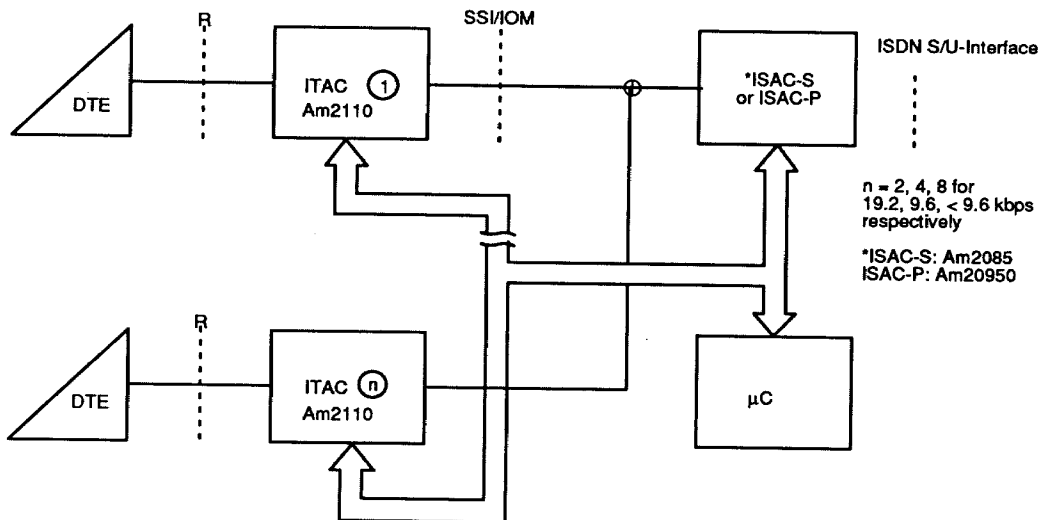 R
SSI/IOM
ISDN S/U-Interface
DTE
ITAC 1
Am2110
*ISAC-S
or ISAC-P
n = 2, 4, 8 for
19.2, 9.6, < 9.6 kbps
respectively
*ISAC-S: Am2085
ISAC-P: Am20950
R
DTE
ITAC n
Am2110
μC